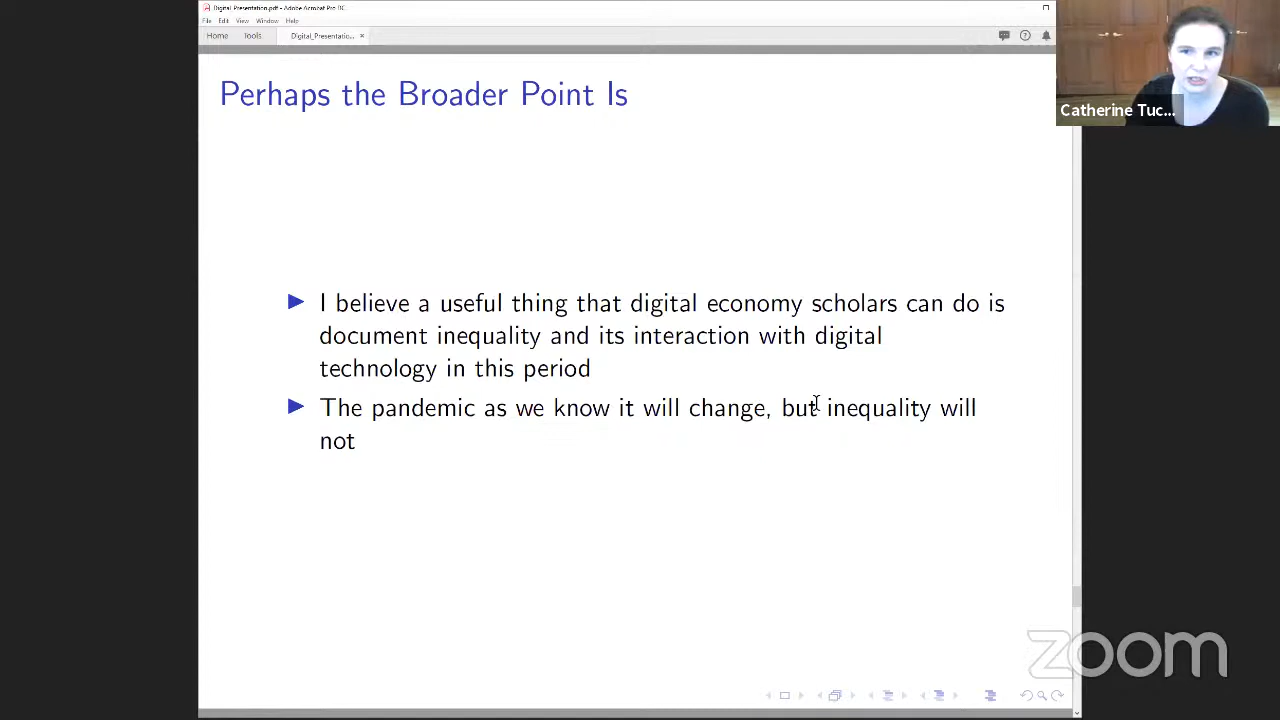 Digital_Presentation.pdf - Adobe Acrobat Pro DC
File Edit View Window Help
Home Tools Digital_Presentatio... ×
Perhaps the Broader Point Is
Catherine Tuc...
I believe a useful thing that digital economy scholars can do is
document inequality and its interaction with digital
technology in this period
The pandemic as we know it will change, but inequality will
not
zoom